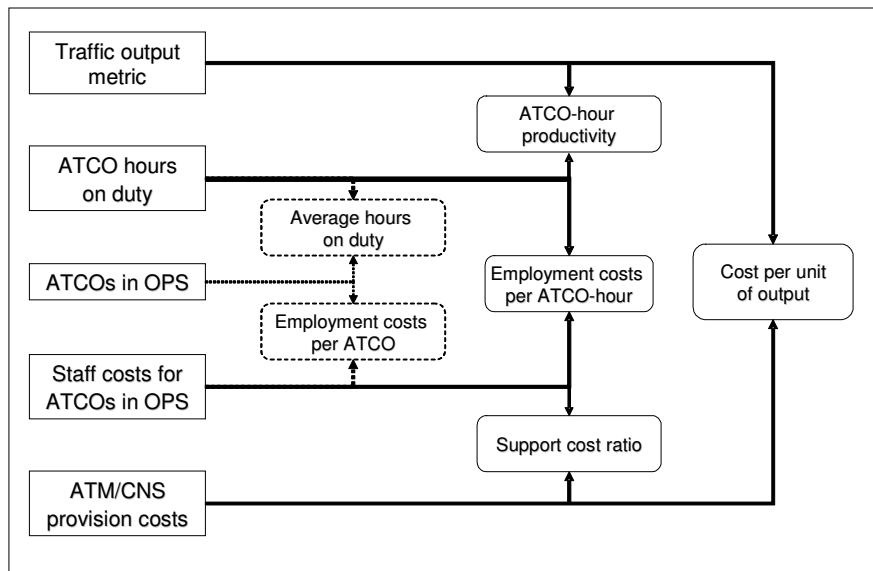 Traffic output
metric
ATCO-hour
productivity
ATCO hours
on duty
Average hours
on duty
ATCOs in OPS
Employment costs
per ATCO-hour
Cost per unit
of output
Employment costs
per ATCO
Staff costs for
ATCOs in OPS
Support cost ratio
ATM/CNS
provision costs